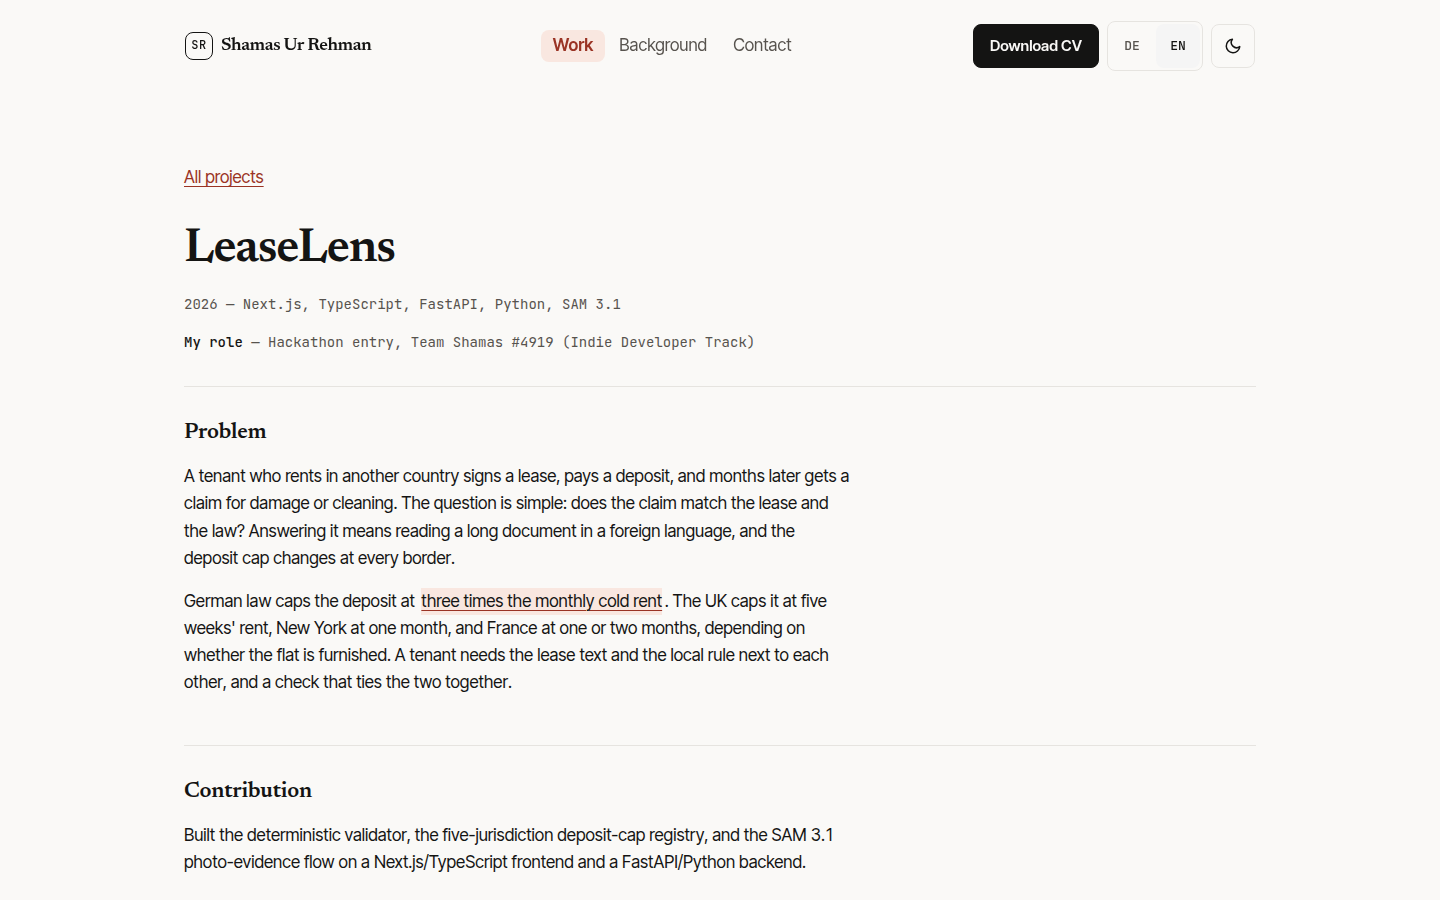 SR Shamas Ur Rehman
Work Background Contact
Download CV DE EN
All projects
LeaseLens
2026 — Next.js, TypeScript, FastAPI, Python, SAM 3.1
My role — Hackathon entry, Team Shamas #4919 (Indie Developer Track)
Problem
A tenant who rents in another country signs a lease, pays a deposit, and months later gets a
claim for damage or cleaning. The question is simple: does the claim match the lease and
the law? Answering it means reading a long document in a foreign language, and the
deposit cap changes at every border.
German law caps the deposit at three times the monthly cold rent. The UK caps it at five
weeks' rent, New York at one month, and France at one or two months, depending on
whether the flat is furnished. A tenant needs the lease text and the local rule next to each
other, and a check that ties the two together.
Contribution
Built the deterministic validator, the five-jurisdiction deposit-cap registry, and the SAM 3.1
photo-evidence flow on a Next.js/TypeScript frontend and a FastAPI/Python backend.